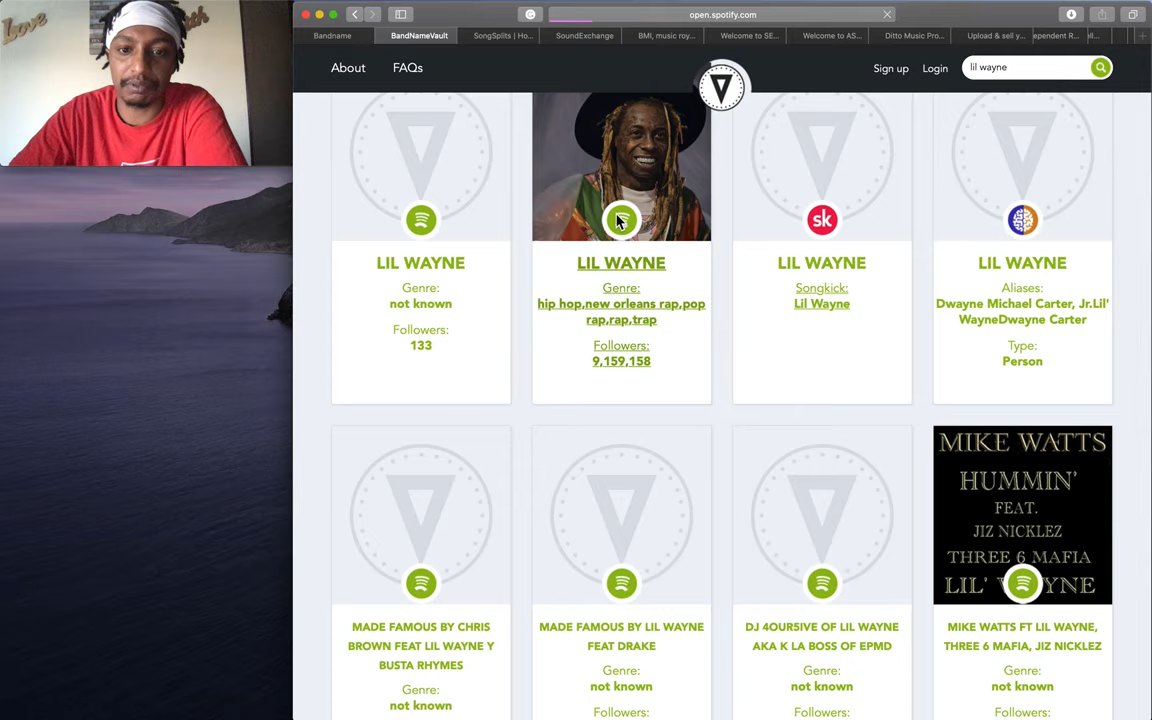 Love
Faith
open.spotify.com
Bandname
BandNameVault
SongSplits | Ho...
SoundExchange
BMI, music roy...
Welcome to SE...
Welcome to AS...
Ditto Music Pro...
Upload & sell y...
ependent R...
ll...
About
FAQs
Sign up
Login
lil wayne
sk
LIL WAYNE
Genre:
not known
Followers:
133
LIL WAYNE
Genre:
hip hop,new orleans rap,pop
rap,rap,trap
Followers:
9,159,158
LIL WAYNE
Songkick:
Lil Wayne
LIL WAYNE
Aliases:
Dwayne Michael Carter, Jr.Lil'
WayneDwayne Carter
Type:
Person
MIKE WATTS
HUMMIN'
FEAT.
JIZ NICKLEZ
THREE 6 MAFIA
MADE FAMOUS BY CHRIS
BROWN FEAT LIL WAYNE Y
BUSTA RHYMES
Genre:
not known
MADE FAMOUS BY LIL WAYNE
FEAT DRAKE
Genre:
not known
Followers:
DJ 4OUR5IVE OF LIL WAYNE
AKA K LA BOSS OF EPMD
Genre:
not known
Followers:
MIKE WATTS FT LIL WAYNE,
THREE 6 MAFIA, JIZ NICKLEZ
Genre:
not known
Followers: